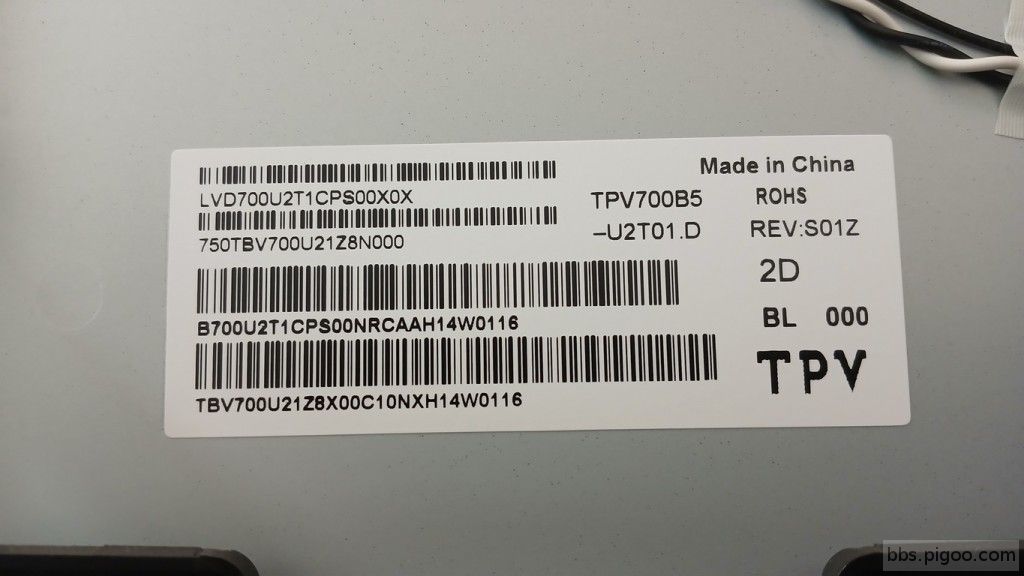 Made in China
LVD700U2T1CPS00X0X
TPV700B5
ROHS
750TBV700U21Z8N000
-U2T01.D
REV:S01Z
2D
B700U2T1CPS00NRCAAH14W0116
BL 000
TBV700U21Z8X00C10NXH14W0116
TPV
bbs.pigoo.com